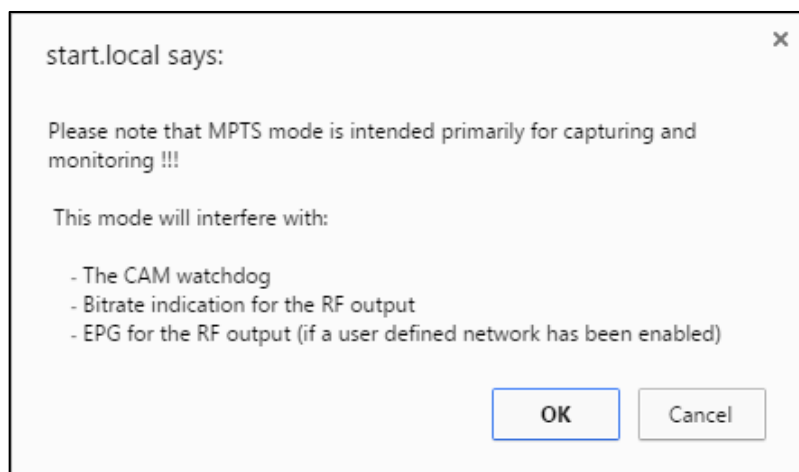 start.local says:
Please note that MPTS mode is intended primarily for capturing and
monitoring !!!
This mode will interfere with:
- The CAM watchdog
- Bitrate indication for the RF output
- EPG for the RF output (if a user defined network has been enabled)
OK Cancel